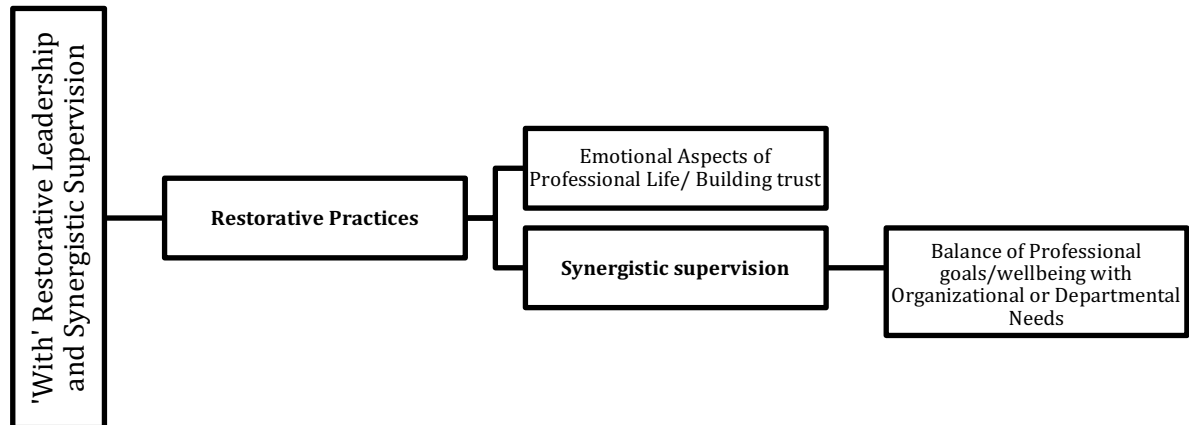 'With' Restorative Leadership
and Synergistic Supervision
Restorative Practices
Emotional Aspects of
Professional Life/ Building trust
Synergistic supervision
Balance of Professional
goals/wellbeing with
Organizational or Departmental
Needs